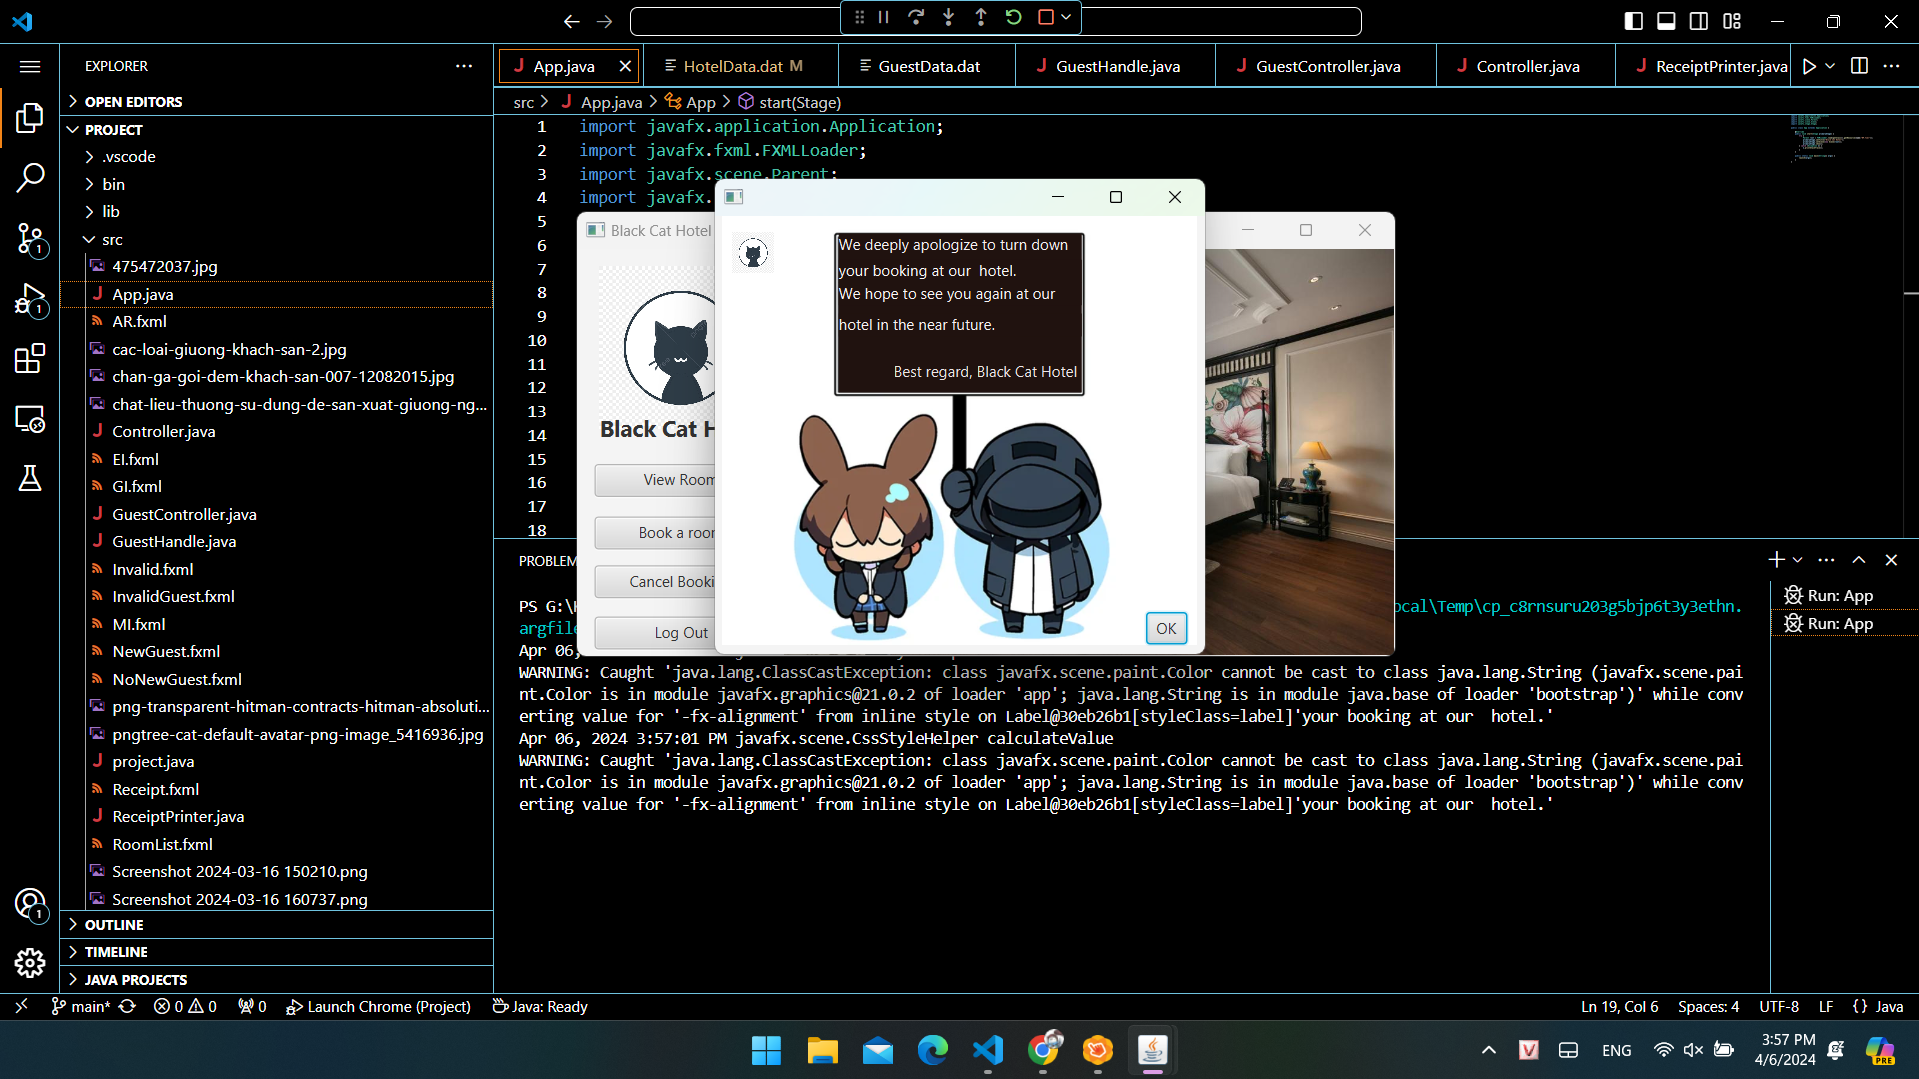 EXPLORER
OPEN EDITORS
PROJECT
.vscode
bin
lib
src
475472037.jpg
App.java
AR.fxml
cac-loai-giuong-khach-san-2.jpg
chan-ga-goi-dem-khach-san-007-12082015.jpg
chat-lieu-thuong-su-dung-de-san-xuat-giuong-ng...
Controller.java
EI.fxml
GI.fxml
GuestController.java
GuestHandle.java
Invalid.fxml
InvalidGuest.fxml
MI.fxml
NewGuest.fxml
NoNewGuest.fxml
png-transparent-hitman-contracts-hitman-absoluti...
pngtree-cat-default-avatar-png-image_5416936.jpg
project.java
Receipt.fxml
ReceiptPrinter.java
RoomList.fxml
Screenshot 2024-03-16 150210.png
Screenshot 2024-03-16 160737.png
OUTLINE
TIMELINE
JAVA PROJECTS
1
1
1
App.java HotelData.dat M GuestData.dat GuestHandle.java GuestController.java Controller.java ReceiptPrinter.java
src App.java App start(Stage)
1 import javafx.application.Application;
2 import javafx.fxml.FXMLLoader;
3 import javafx.scene.Parent;
4 import javafx.
5
6
7
8
9
10
11
12
13
14
15
16
17
18
Black Cat Hotel
Black Cat H
View Room
Book a roo
Cancel Booki
Log Out
We deeply apologize to turn down
your booking at our  hotel.
We hope to see you again at our
hotel in the near future.
Best regard, Black Cat Hotel
OK
PROBLEM
PS G:\
ocal\Temp\cp_c8rnsuru203g5bjp6t3y3ethn.
argfile
Apr 06,
WARNING: Caught 'java.lang.ClassCastException: class javafx.scene.paint.Color cannot be cast to class java.lang.String (javafx.scene.pai
nt.Color is in module javafx.graphics@21.0.2 of loader 'app'; java.lang.String is in module java.base of loader 'bootstrap')' while conv
erting value for '-fx-alignment' from inline style on Label@30eb26b1[styleClass=label]'your booking at our  hotel.'
Apr 06, 2024 3:57:01 PM javafx.scene.CssStyleHelper calculateValue
WARNING: Caught 'java.lang.ClassCastException: class javafx.scene.paint.Color cannot be cast to class java.lang.String (javafx.scene.pai
nt.Color is in module javafx.graphics@21.0.2 of loader 'app'; java.lang.String is in module java.base of loader 'bootstrap')' while conv
erting value for '-fx-alignment' from inline style on Label@30eb26b1[styleClass=label]'your booking at our  hotel.'
Run: App
Run: App
main* 0 0 0 Launch Chrome (Project) Java: Ready
Ln 19, Col 6 Spaces: 4 UTF-8 LF {} Java
ENG
3:57 PM
4/6/2024
PRE